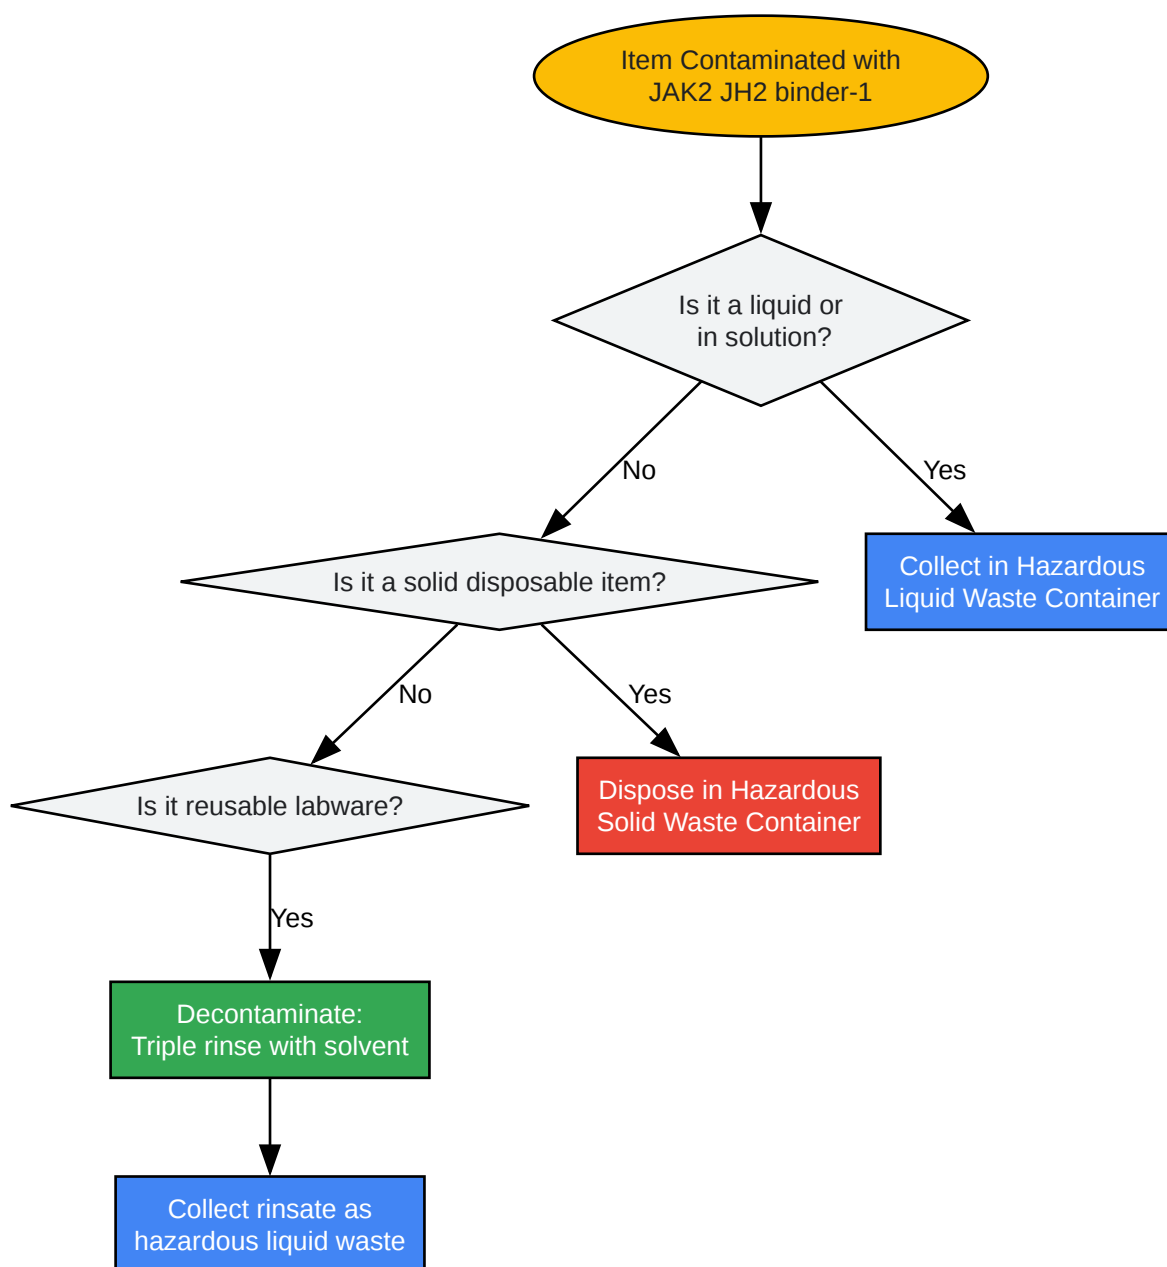 Item Contaminated with
JAK2 JH2 binder-1
Is it a liquid or
in solution?
No
Yes
Is it a solid disposable item?
Collect in Hazardous
Liquid Waste Container
No
Yes
Is it reusable labware?
Dispose in Hazardous
Solid Waste Container
Yes
Decontaminate:
Triple rinse with solvent
Collect rinsate as
hazardous liquid waste